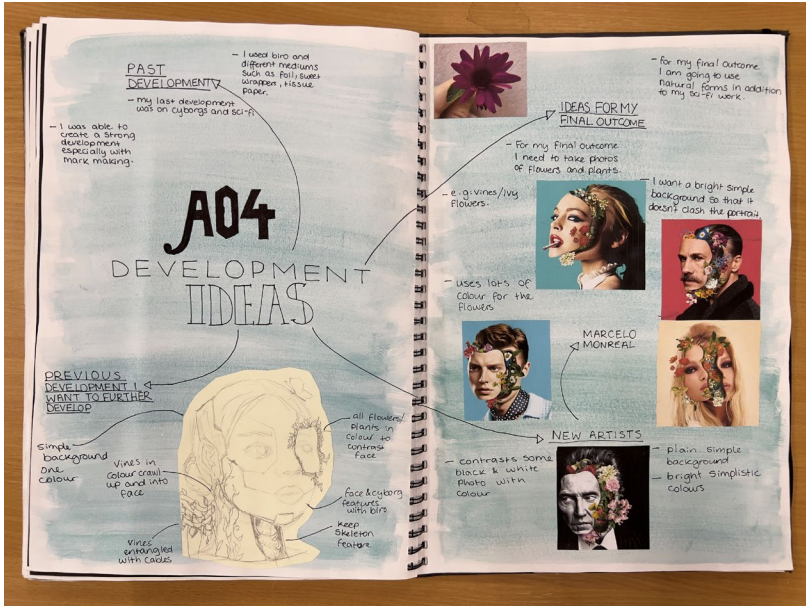 PAST
DEVELOPMENT
- I used biro and
different mediums
such as foil, sweet
wrappers, tissue
paper.
- my last development
was on cyborgs and sci-fi
- I was able to
create a strong
development
especially with
mark making.
A04
DEVELOPMENT
IDEAS
PREVIOUS
DEVELOPMENT I
WANT TO FURTHER
DEVELOP
simple
background
one
colour
Vines in
colour crawl
up and into
face
Vines
entangled
with cables
all flowers/
plants in
colour to
contrast
face
face & cyborg
features
with biro
keep
skeleton
feature.
- For my final outcome
I am going to use
natural forms in addition
to my sci-fi work.
IDEAS FOR MY
FINAL OUTCOME
- For my final outcome
I need to take photos
of flowers and plants.
- e.g: vines/ivy
flowers.
- I want a bright simple
background so that it
doesn't clash the portrait.
- uses lots of
colour for the
flowers
MARCELO
MONREAL
NEW ARTISTS
- contrasts some
black & white
photo with
colour
- plain simple
background
- bright simplistic
colours